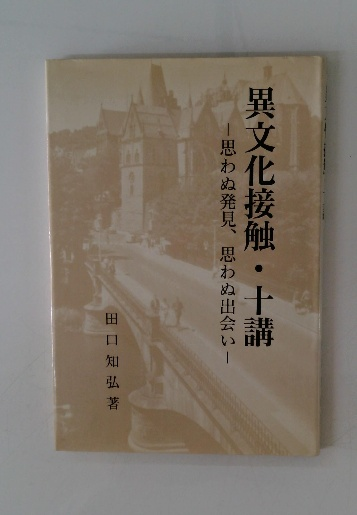 異文化接触・十講
―思わぬ発見、思わぬ出会い―
田口知弘著